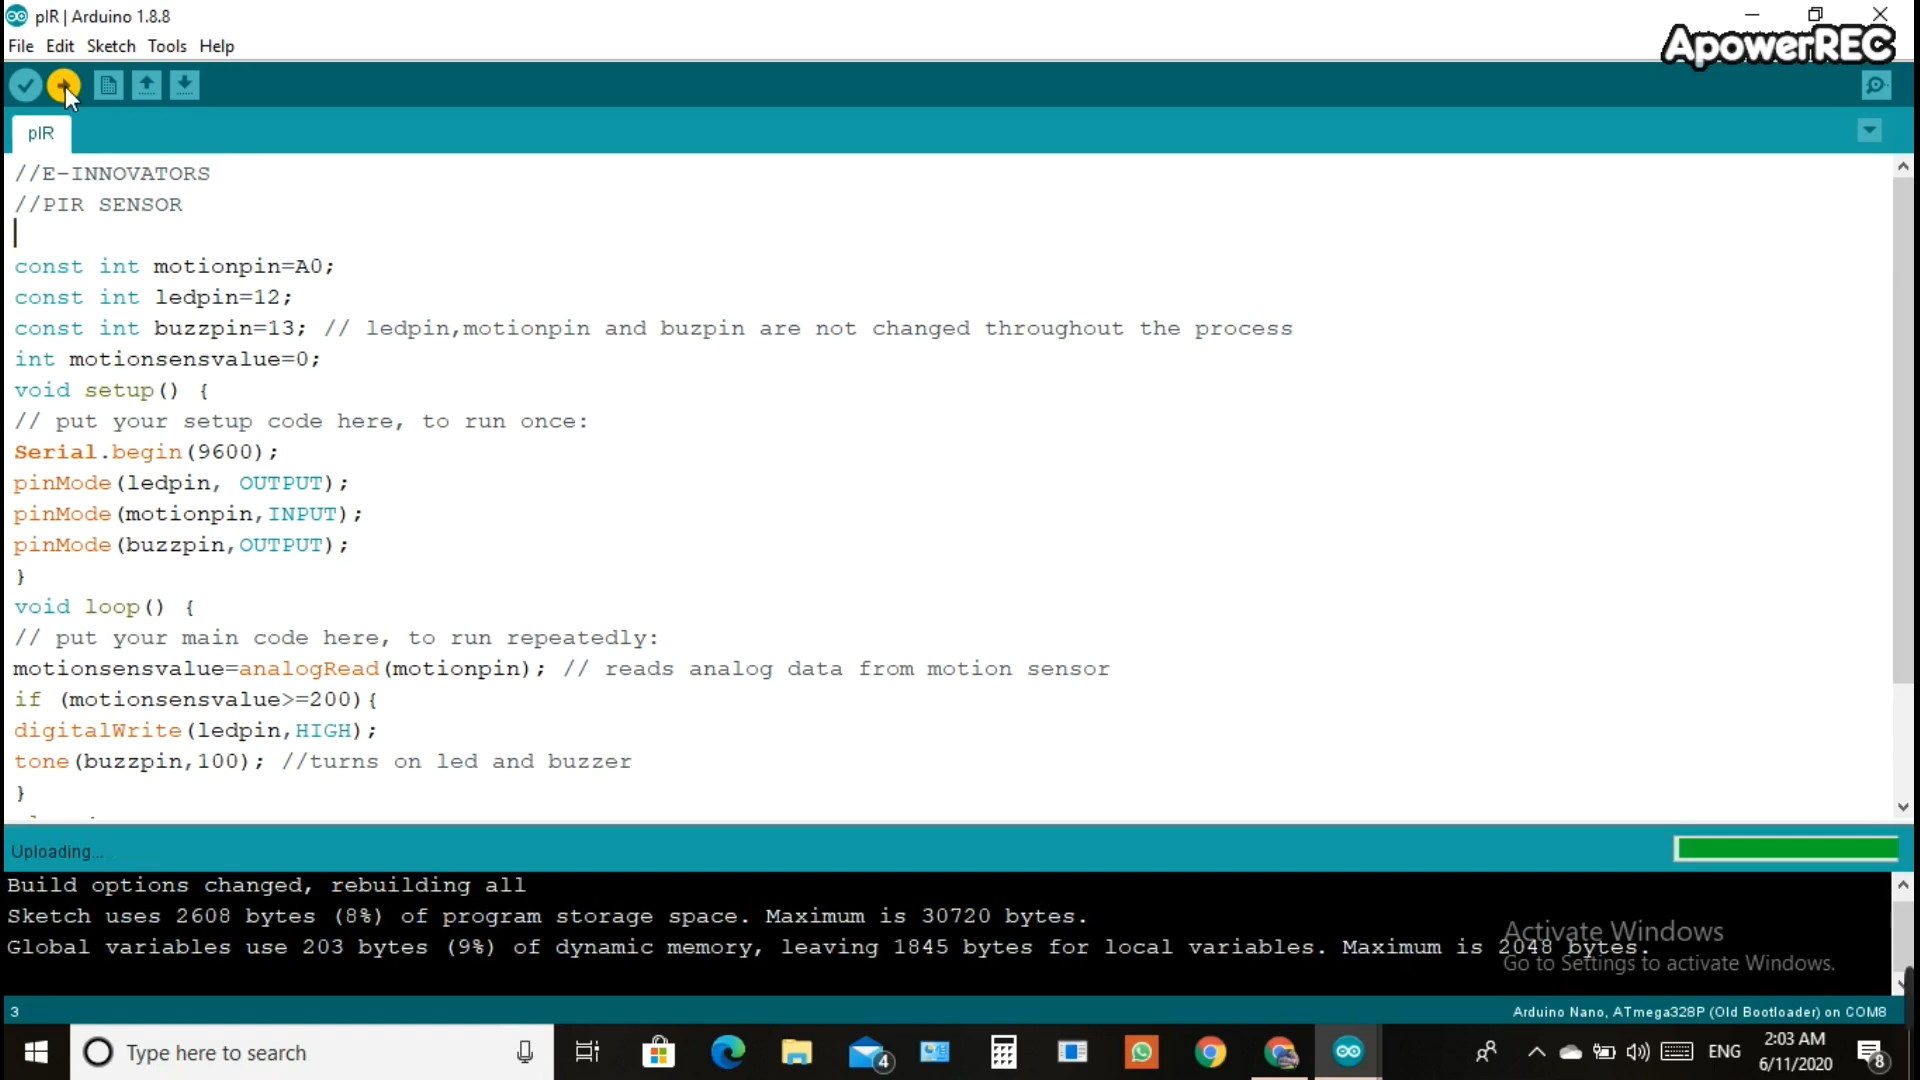 pIR | Arduino 1.8.8
ApowerREC
File Edit Sketch Tools Help
pIR
//E-INNOVATORS
//PIR SENSOR
const int motionpin=A0;
const int ledpin=12;
const int buzzpin=13; // ledpin,motionpin and buzpin are not changed throughout the process
int motionsensvalue=0;
void setup() {
// put your setup code here, to run once:
Serial.begin(9600);
pinMode(ledpin, OUTPUT);
pinMode(motionpin,INPUT);
pinMode(buzzpin,OUTPUT);
}
void loop() {
// put your main code here, to run repeatedly:
motionsensvalue=analogRead(motionpin); // reads analog data from motion sensor
if (motionsensvalue>=200){
digitalWrite(ledpin,HIGH);
tone(buzzpin,100); //turns on led and buzzer
}
Uploading...
Build options changed, rebuilding all
Sketch uses 2608 bytes (8%) of program storage space. Maximum is 30720 bytes.
Global variables use 203 bytes (9%) of dynamic memory, leaving 1845 bytes for local variables. Maximum is 2048 bytes.
Activate Windows
Go to Settings to activate Windows.
3
Arduino Nano, ATmega328P (Old Bootloader) on COM8
Type here to search
4
ENG
2:03 AM
6/11/2020
8